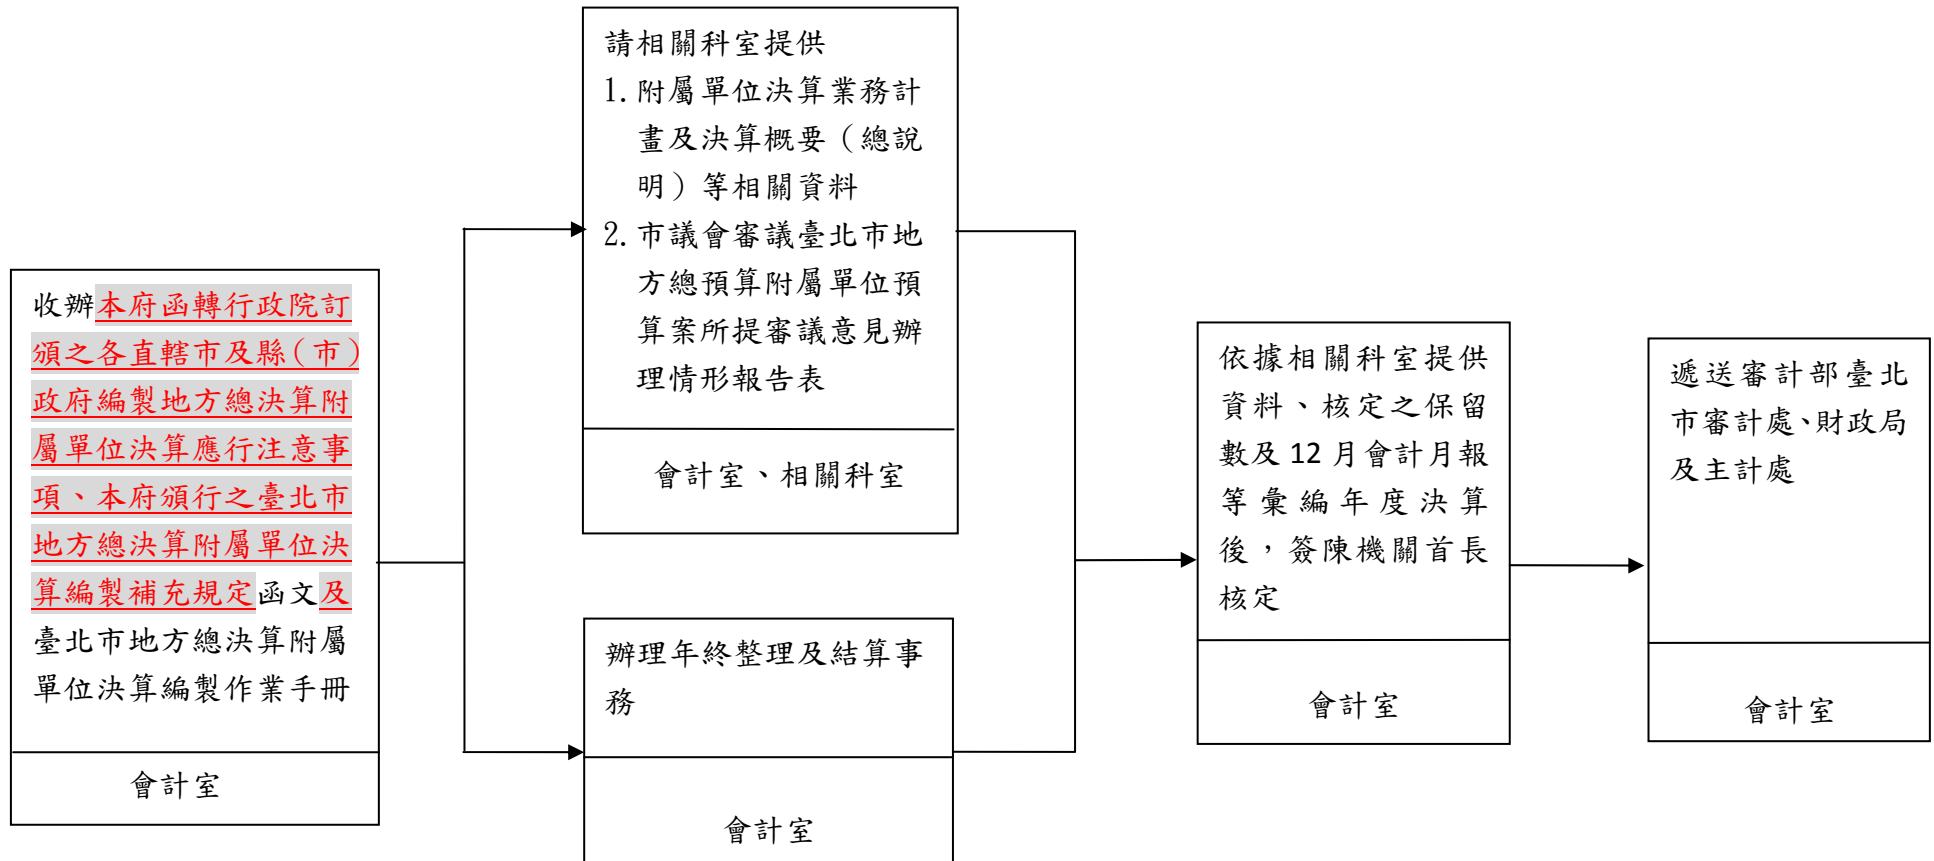 收辦本府函轉行政院訂
頒之各直轄市及縣（市）
政府編製地方總決算附
屬單位決算應行注意事
項、本府頒行之臺北市
地方總決算附屬單位決
算編製補充規定函文及
臺北市地方總決算附屬
單位決算編製作業手冊
會計室
請相關科室提供
1. 附屬單位決算業務計
畫及決算概要（總說
明）等相關資料
2. 市議會審議臺北市地
方總預算附屬單位預
算案所提審議意見辦
理情形報告表
會計室、相關科室
辦理年終整理及結算事
務
會計室
依據相關科室提供
資料、核定之保留
數及 12 月會計月報
等彙編年度決算
後，簽陳機關首長
核定
會計室
遞送審計部臺北
市審計處、財政局
及主計處
會計室